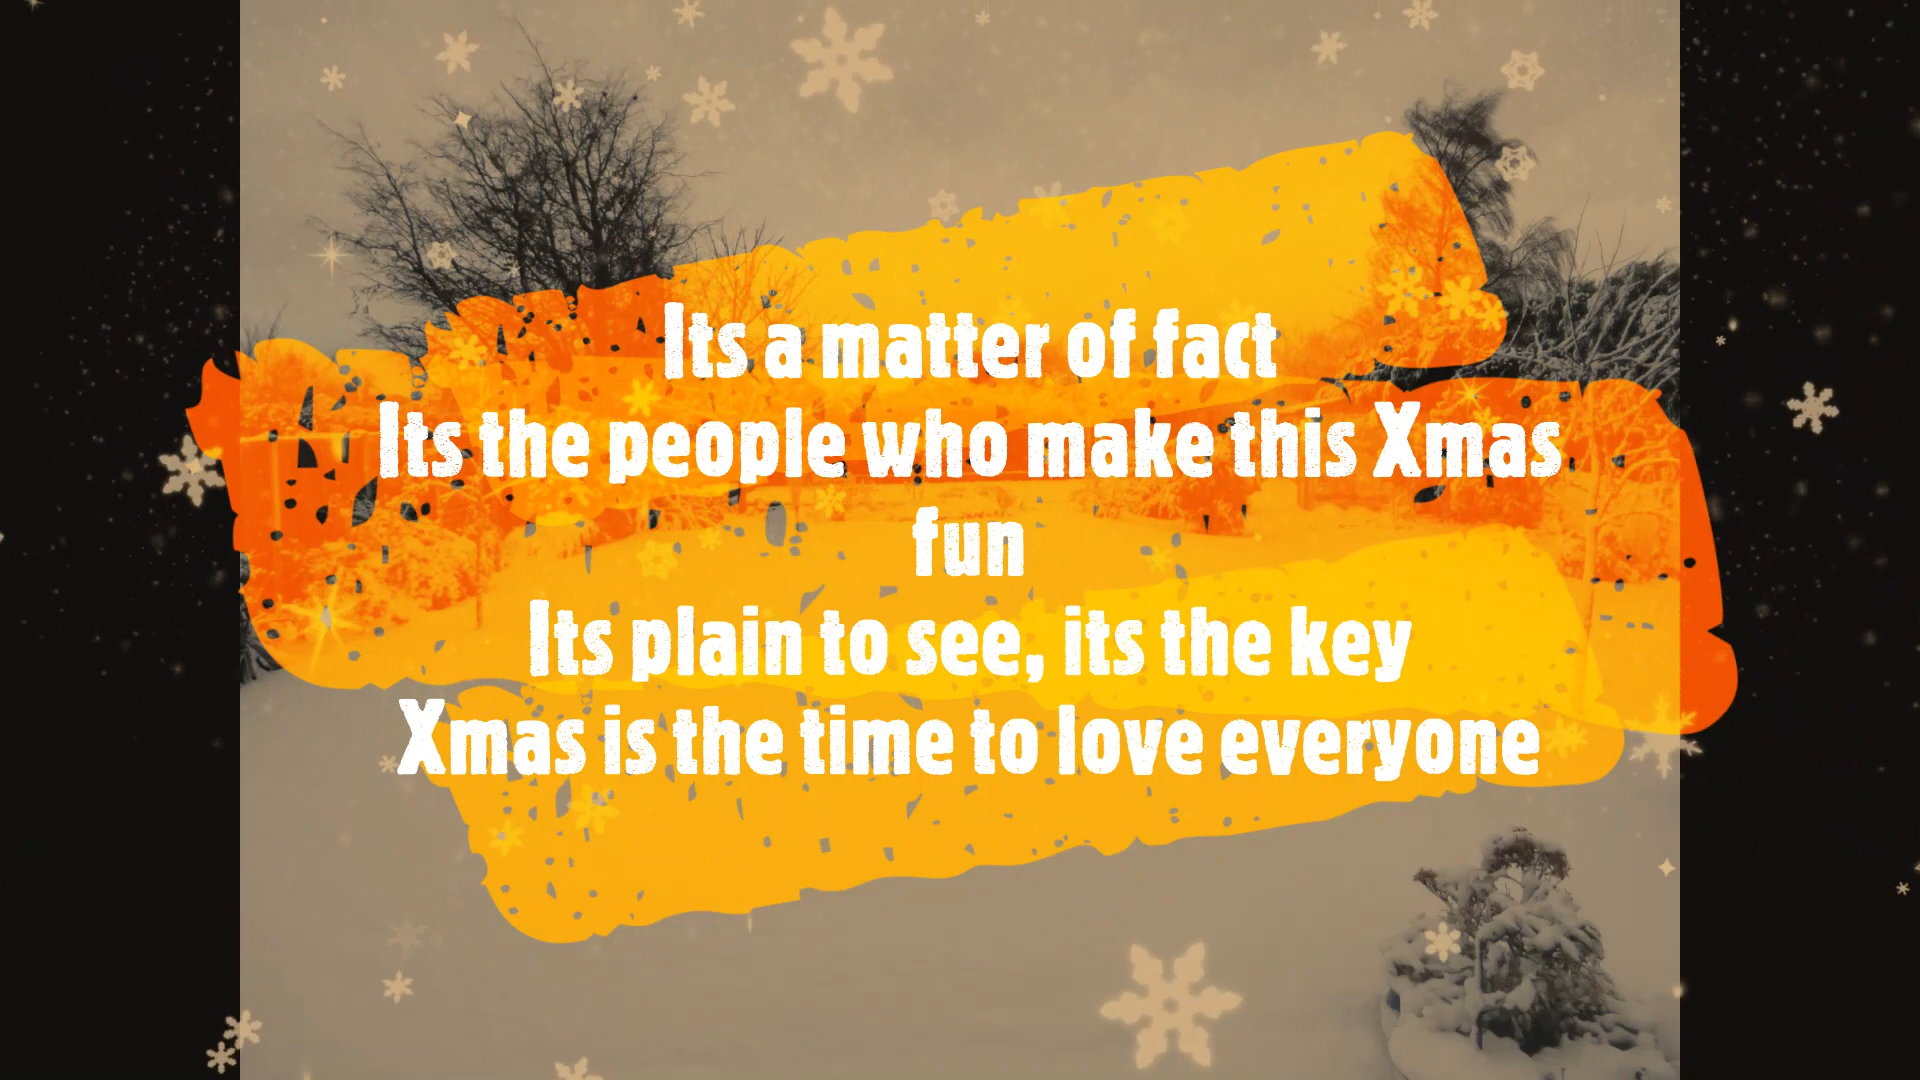 Its a matter of fact
Its the people who make this Xmas
fun
Its plain to see, its the key
Xmas is the time to love everyone